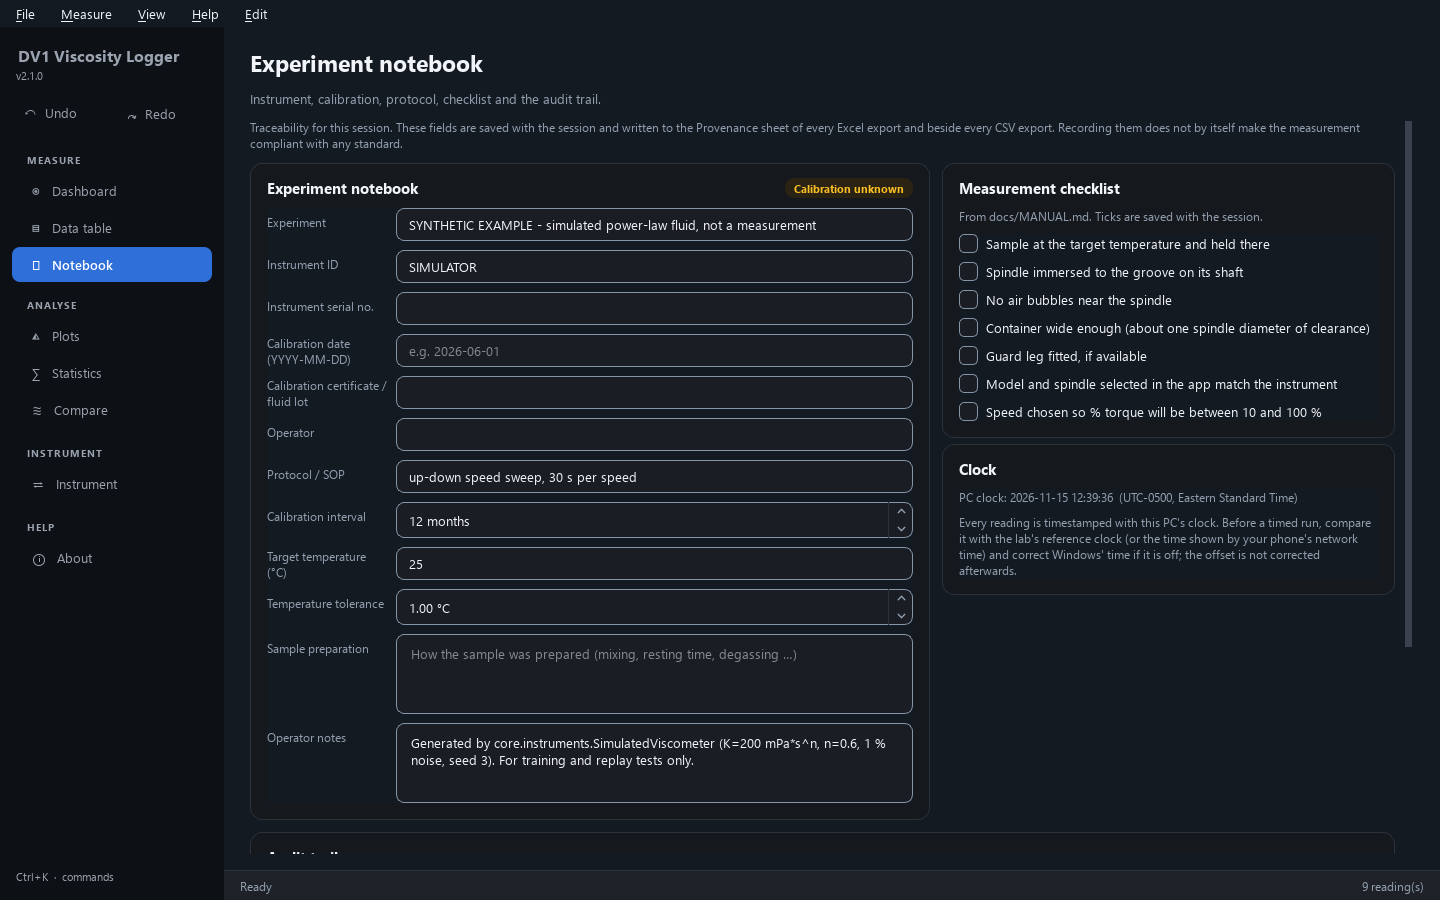 File Measure View Help Edit
DV1 Viscosity Logger
v2.1.0
Undo Redo
MEASURE
Dashboard
Data table
Notebook
ANALYSE
Plots
Statistics
Compare
INSTRUMENT
Instrument
HELP
About
Ctrl+K · commands
Experiment notebook
Instrument, calibration, protocol, checklist and the audit trail.
Traceability for this session. These fields are saved with the session and written to the Provenance sheet of every Excel export and beside every CSV export. Recording them does not by itself make the measurement
compliant with any standard.
Experiment notebook Calibration unknown
Experiment SYNTHETIC EXAMPLE - simulated power-law fluid, not a measurement
Instrument ID SIMULATOR
Instrument serial no.
Calibration date
(YYYY-MM-DD)
e.g. 2026-06-01
Calibration certificate /
fluid lot
Operator
Protocol / SOP up-down speed sweep, 30 s per speed
Calibration interval 12 months
Target temperature
(°C)
25
Temperature tolerance 1.00 °C
Sample preparation How the sample was prepared (mixing, resting time, degassing ...)
Operator notes Generated by core.instruments.SimulatedViscometer (K=200 mPa*s^n, n=0.6, 1 %
noise, seed 3). For training and replay tests only.
Measurement checklist
From docs/MANUAL.md. Ticks are saved with the session.
Sample at the target temperature and held there
Spindle immersed to the groove on its shaft
No air bubbles near the spindle
Container wide enough (about one spindle diameter of clearance)
Guard leg fitted, if available
Model and spindle selected in the app match the instrument
Speed chosen so % torque will be between 10 and 100 %
Clock
PC clock: 2026-11-15 12:39:36 (UTC-0500, Eastern Standard Time)
Every reading is timestamped with this PC's clock. Before a timed run, compare
it with the lab's reference clock (or the time shown by your phone's network
time) and correct Windows' time if it is off; the offset is not corrected
afterwards.
Ready 9 reading(s)